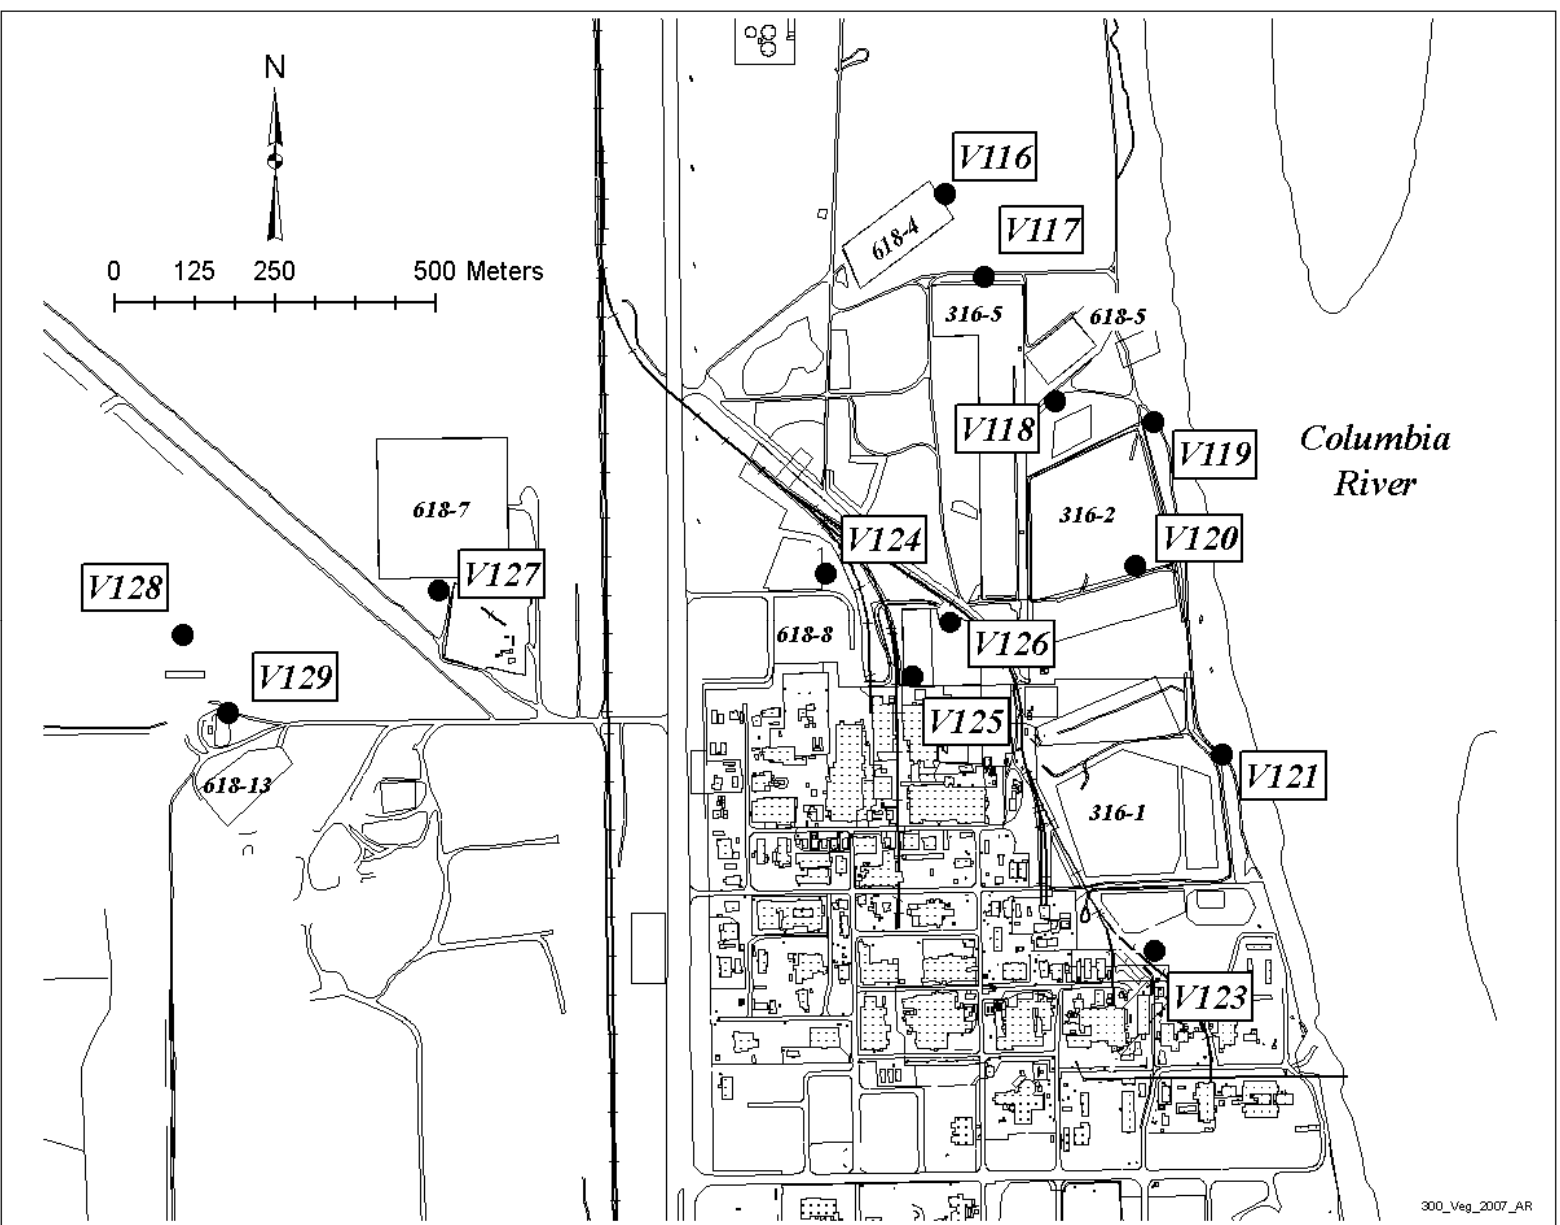 N
0 125 250 500 Meters
V116
618-4
V117
316-5
618-5
V118
V119
Columbia
River
618-7
316-2
V124
V120
V127
V128
618-8
V126
V129
V125
618-13
V121
316-1
V123
300_Veg_2007_AR